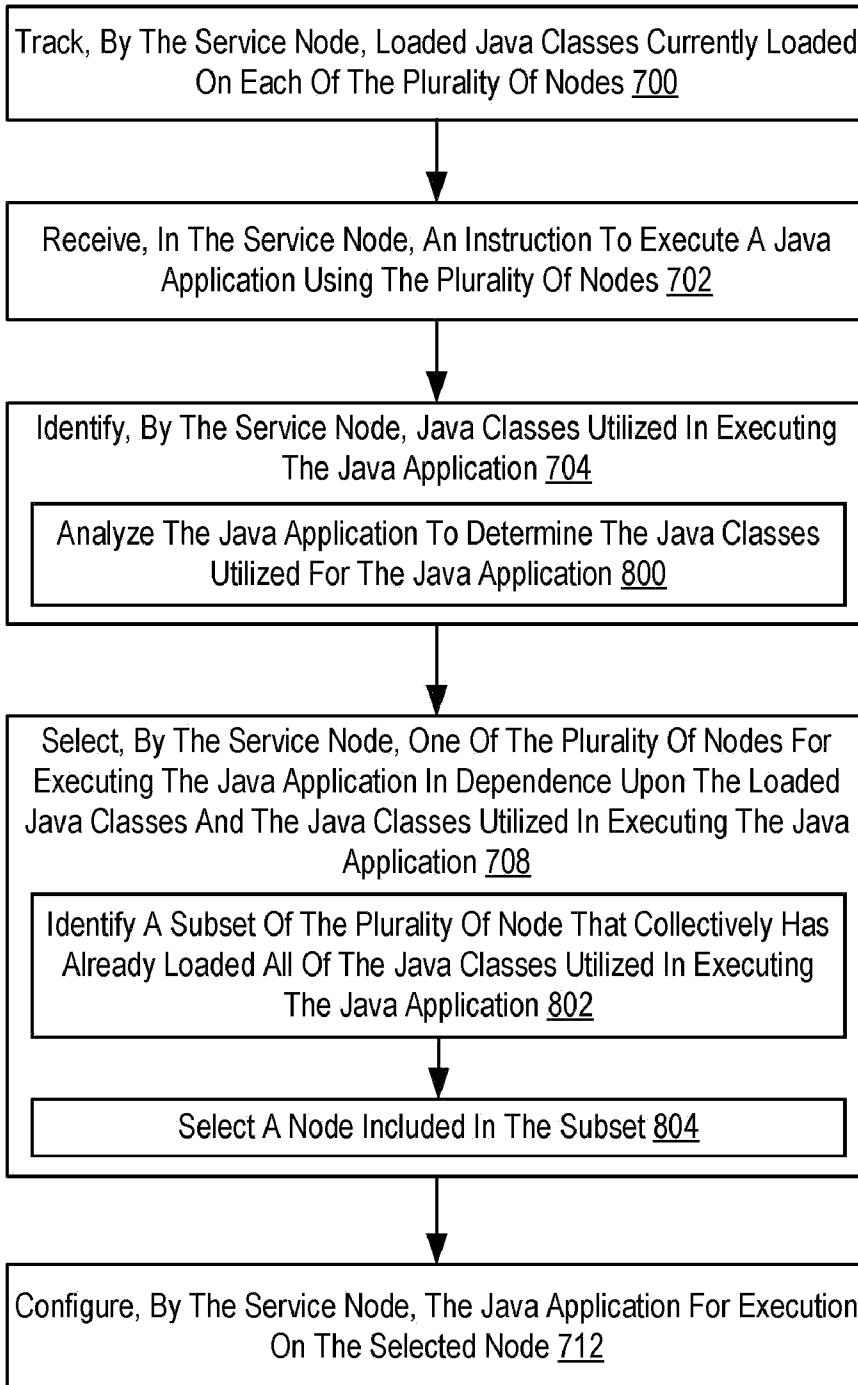 Track, By The Service Node, Loaded Java Classes Currently Loaded
On Each Of The Plurality Of Nodes 700
Receive, In The Service Node, An Instruction To Execute A Java
Application Using The Plurality Of Nodes 702
Identify, By The Service Node, Java Classes Utilized In Executing
The Java Application 704
Analyze The Java Application To Determine The Java Classes
Utilized For The Java Application 800
Select, By The Service Node, One Of The Plurality Of Nodes For
Executing The Java Application In Dependence Upon The Loaded
Java Classes And The Java Classes Utilized In Executing The Java
Application 708
Identify A Subset Of The Plurality Of Node That Collectively Has
Already Loaded All Of The Java Classes Utilized In Executing
The Java Application 802
Select A Node Included In The Subset 804
Configure, By The Service Node, The Java Application For Execution
On The Selected Node 712